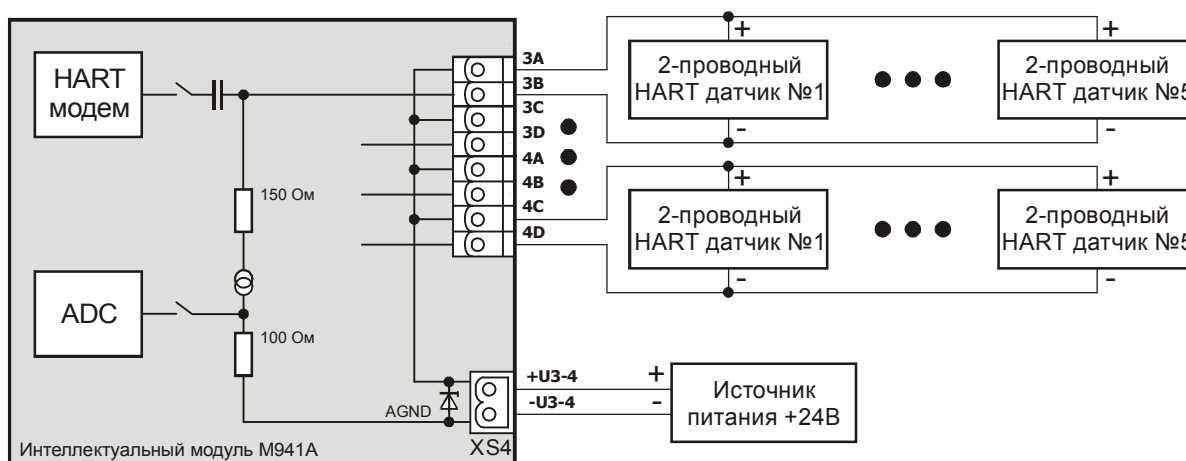 HART
модем
150 Ом
ADC
100 Ом
AGND
XS4
Интеллектуальный модуль М941А
3A
3B
3C
3D
4A
4B
4C
4D
+U3-4
-U3-4
+
2-проводный
HART датчик №1
-
+
2-проводный
HART датчик №5
-
+
2-проводный
HART датчик №1
-
+
2-проводный
HART датчик №5
-
+
-
Источник
питания +24В